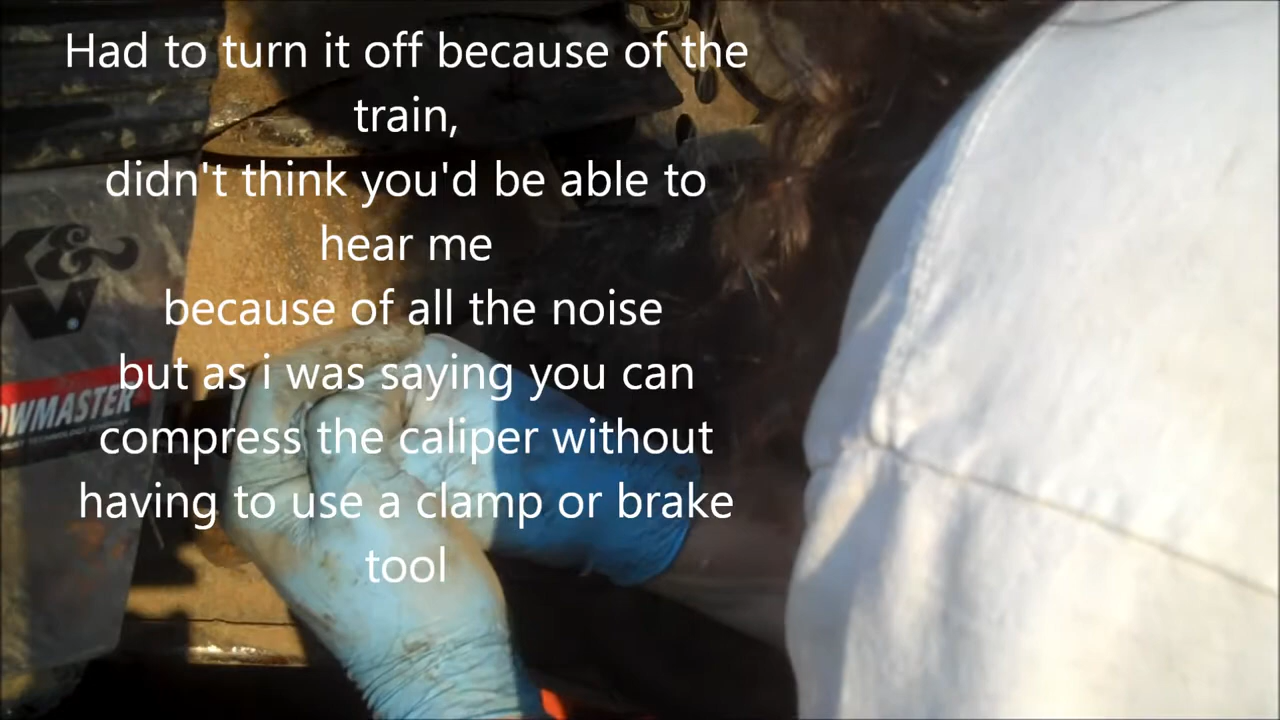 Had to turn it off because of the
train,
didn't think you'd be able to
hear me
because of all the noise
but as i was saying you can
compress the caliper without
having to use a clamp or brake
tool
K&
N®
OWMASTER